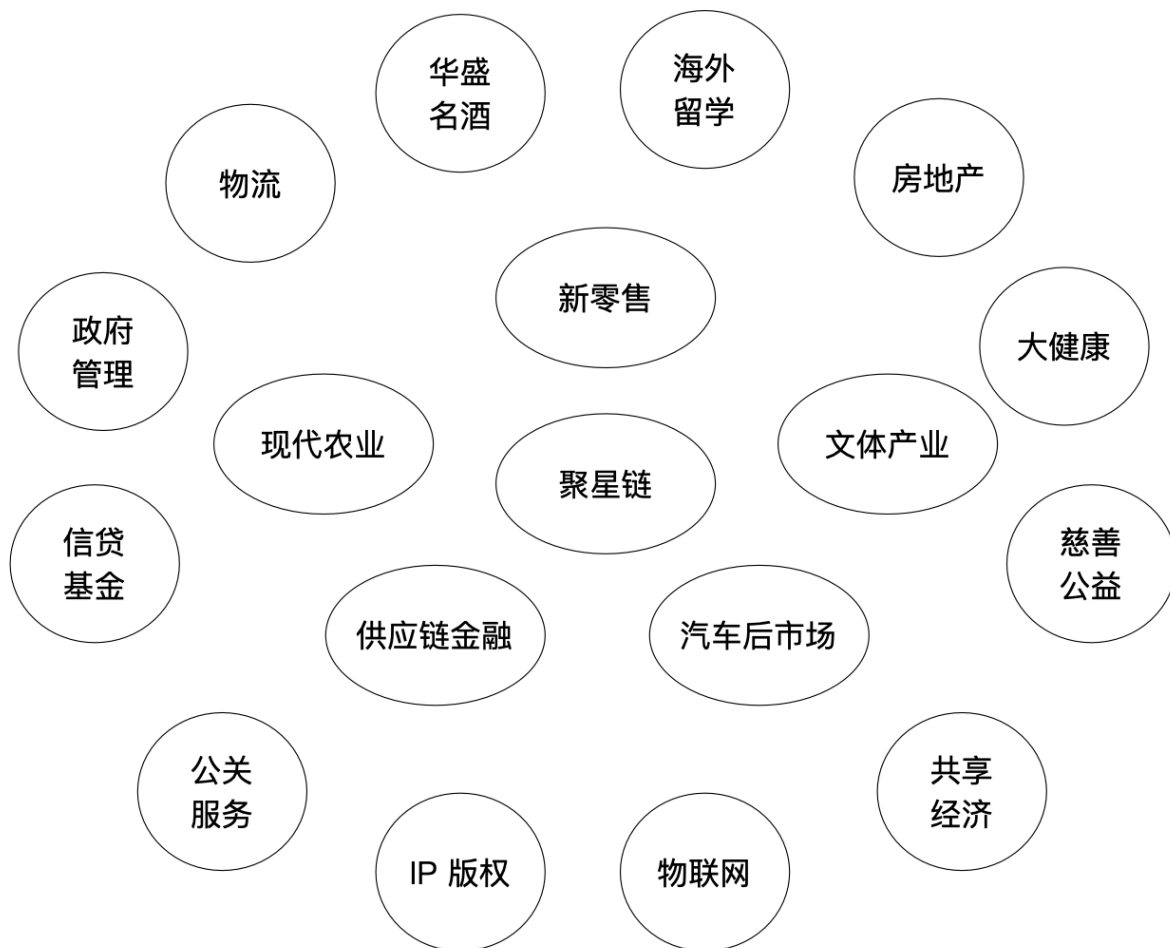 华盛
名酒
海外
留学
物流
房地产
新零售
政府
管理
大健康
现代农业
文体产业
聚星链
信贷
基金
慈善
公益
供应链金融
汽车后市场
公关
服务
共享
经济
IP 版权
物联网